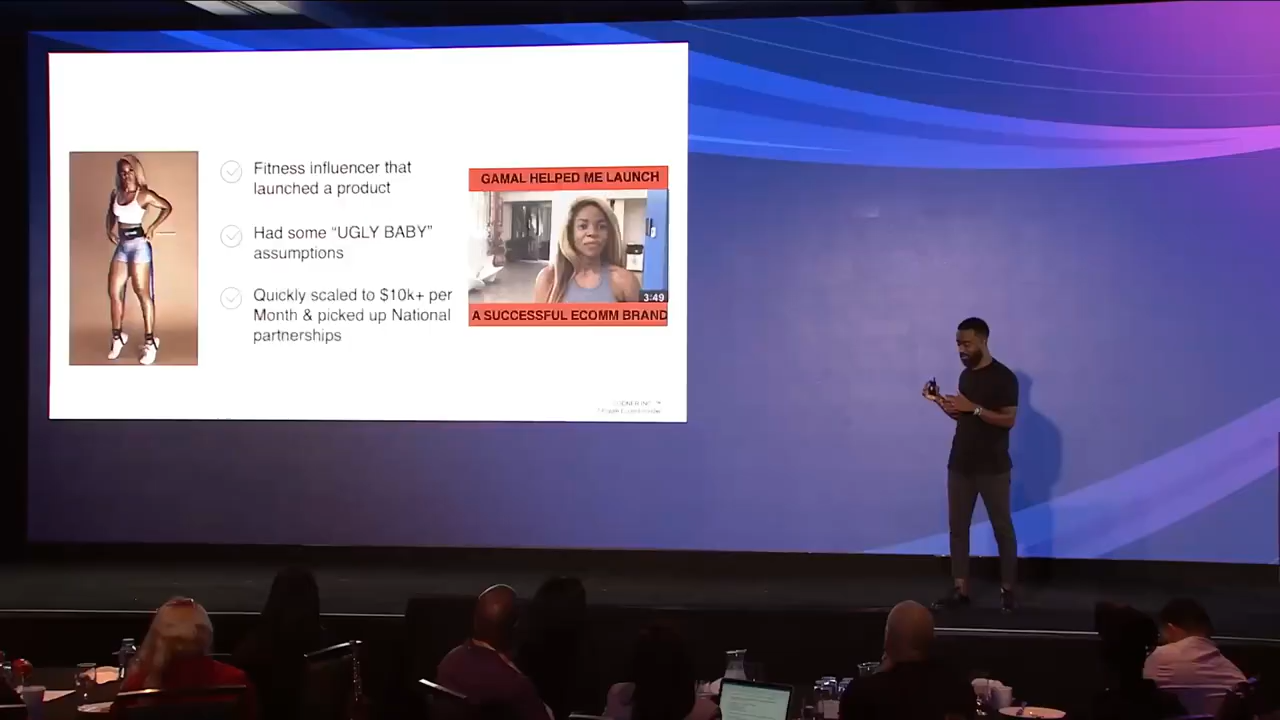 Fitness influencer that
launched a product
Had some “UGLY BABY”
assumptions
Quickly scaled to $10k+ per
Month & picked up National
partnerships
GAMAL HELPED ME LAUNCH
3:49
A SUCCESSFUL ECOMM BRAND